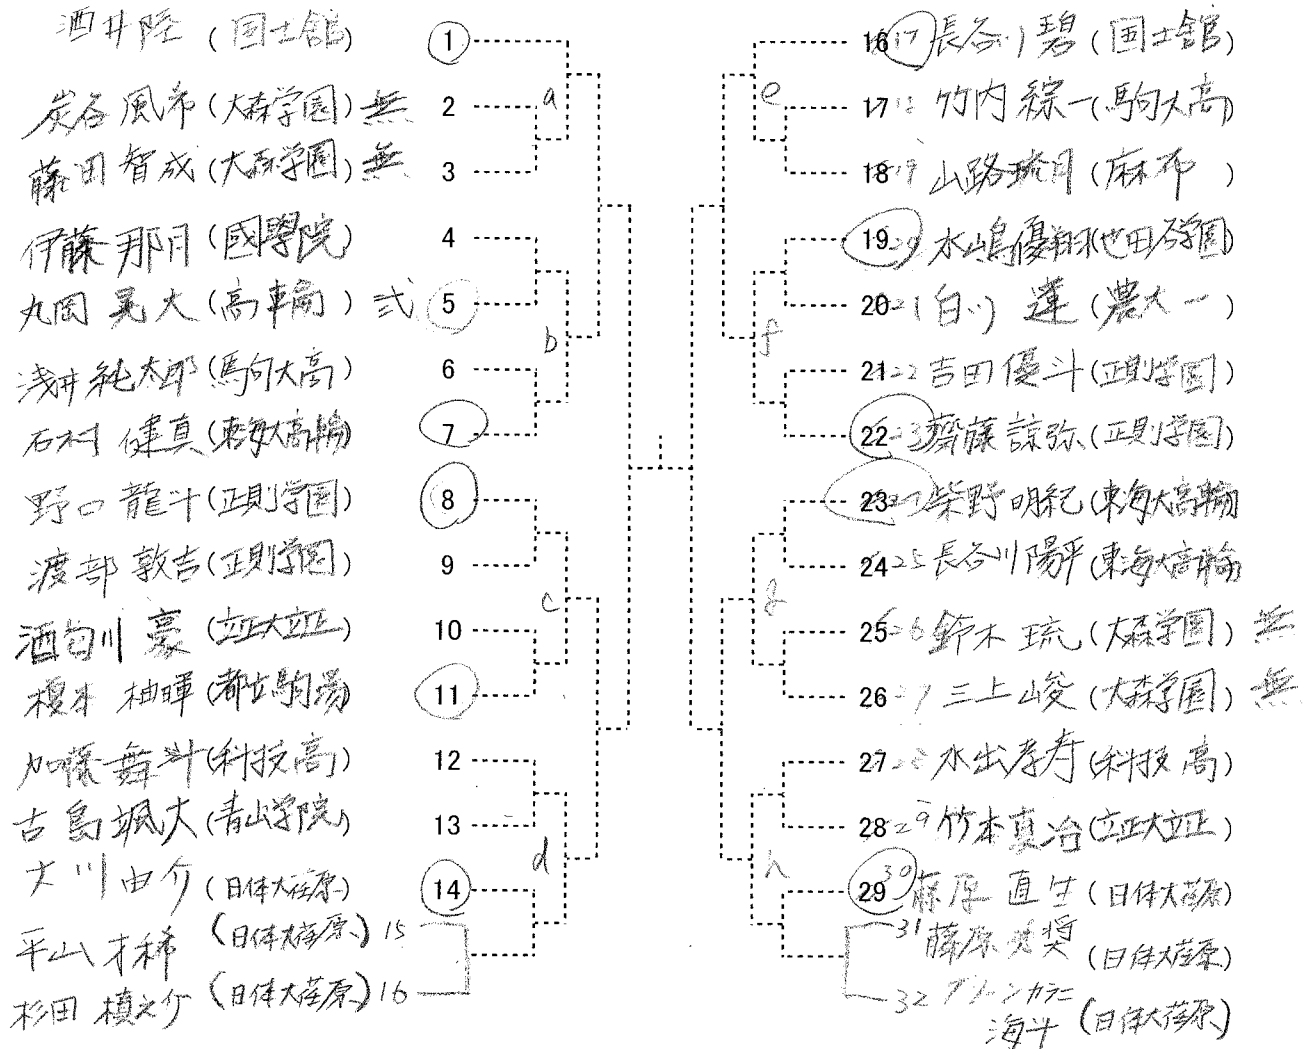 酒井陸 (国士館) 1
炭谷風希 (大森学園) 無 2
藤田智成 (大森学園) 無 3
伊藤那月 (國學院) 4
丸岡晃大 (高輪) 弐 5
浅井純太郎 (駒大高) 6
石村健真 (東海大高輪) 7
野口龍斗 (正則学園) 8
渡部敦吉 (正則学園) 9
酒匂川豪 (立正大立正) 10
榎本柚暉 (都立駒場) 11
加藤舞斗 (科技高) 12
古島颯大 (青山学院) 13
大川由介 (日体大荏原) 14
平山才稀 (日体大荏原) 15
杉田槙之介 (日体大荏原) 16
a
b
c
d
e
f
g
h
16 17 長谷川碧 (国士舘)
17 18 竹内綜一 (駒大高)
18 19 山路琉月 (麻布)
19 20 水嶋優翔 (世田谷学園)
20 21 白川蓮 (農大一)
21 22 吉田優斗 (正則学園)
22 23 齊藤諒弥 (正則学園)
23 柴野明紀 (東海大高輪)
24 25 長谷川陽平 (東海大高輪)
25 26 鈴木琉 (大森学園) 無
26 27 三上峻 (大森学園) 無
27 28 水出孝寿 (科技高)
28 29 竹本真冶 (立正大立正)
29 30 藤原直生 (日体大荏原)
31 藤原 奨 (日体大荏原)
32 グリーンカラニ海斗 (日体大荏原)